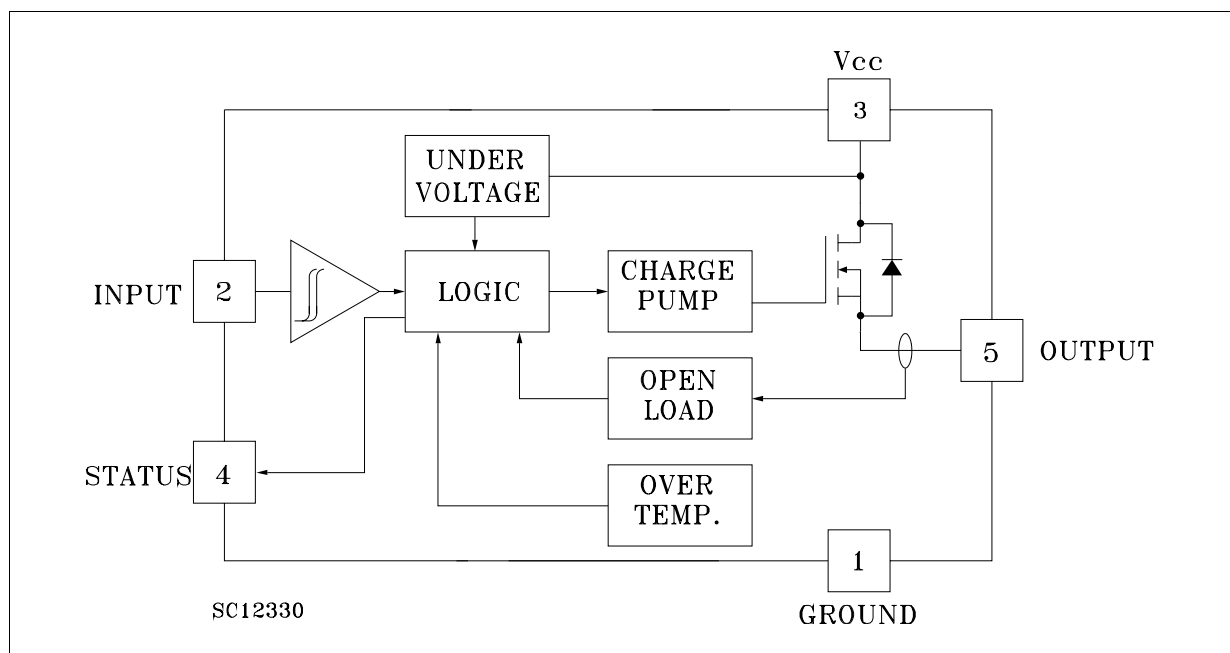 Vcc
3
UNDER
VOLTAGE
INPUT
2
LOGIC
CHARGE
PUMP
5
OUTPUT
OPEN
LOAD
STATUS
4
OVER
TEMP.
1
GROUND
SC12330